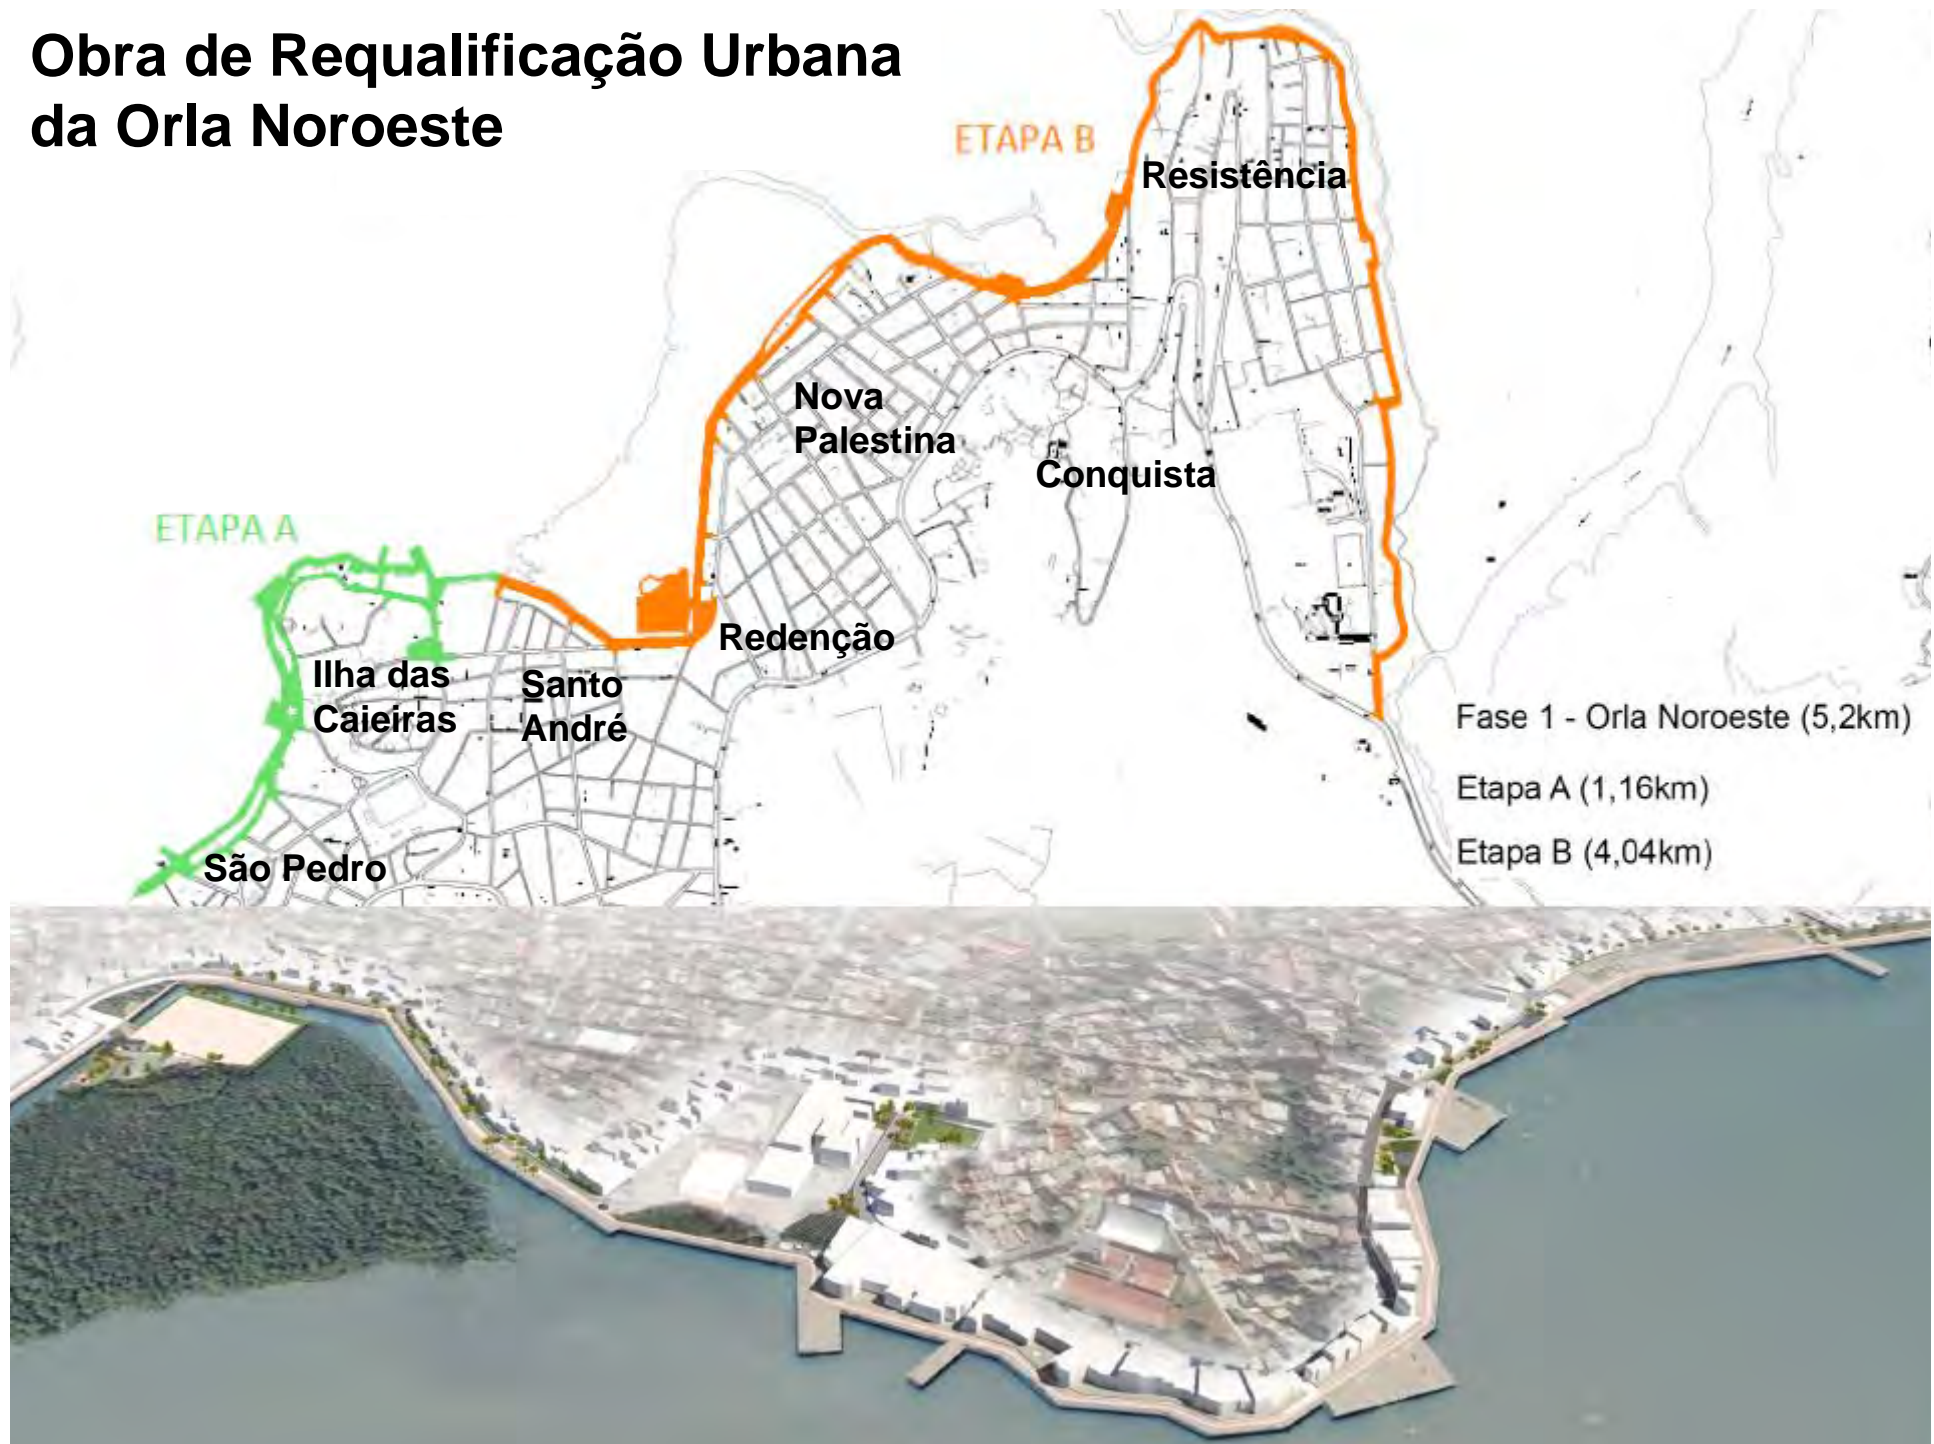 Obra de Requalificação Urbana
da Orla Noroeste
ETAPA B
Resistência
Nova
Palestina
Conquista
ETAPA A
Redenção
Ilha das
Caieiras
Santo
André
São Pedro
Fase 1 - Orla Noroeste (5,2km)
Etapa A (1,16km)
Etapa B (4,04km)